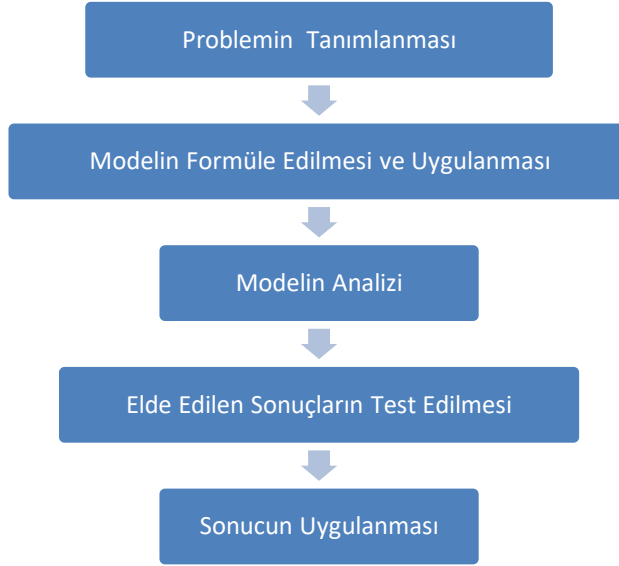 Problemin Tanımlanması
Modelin Formüle Edilmesi ve Uygulanması
Modelin Analizi
Elde Edilen Sonuçların Test Edilmesi
Sonucun Uygulanması